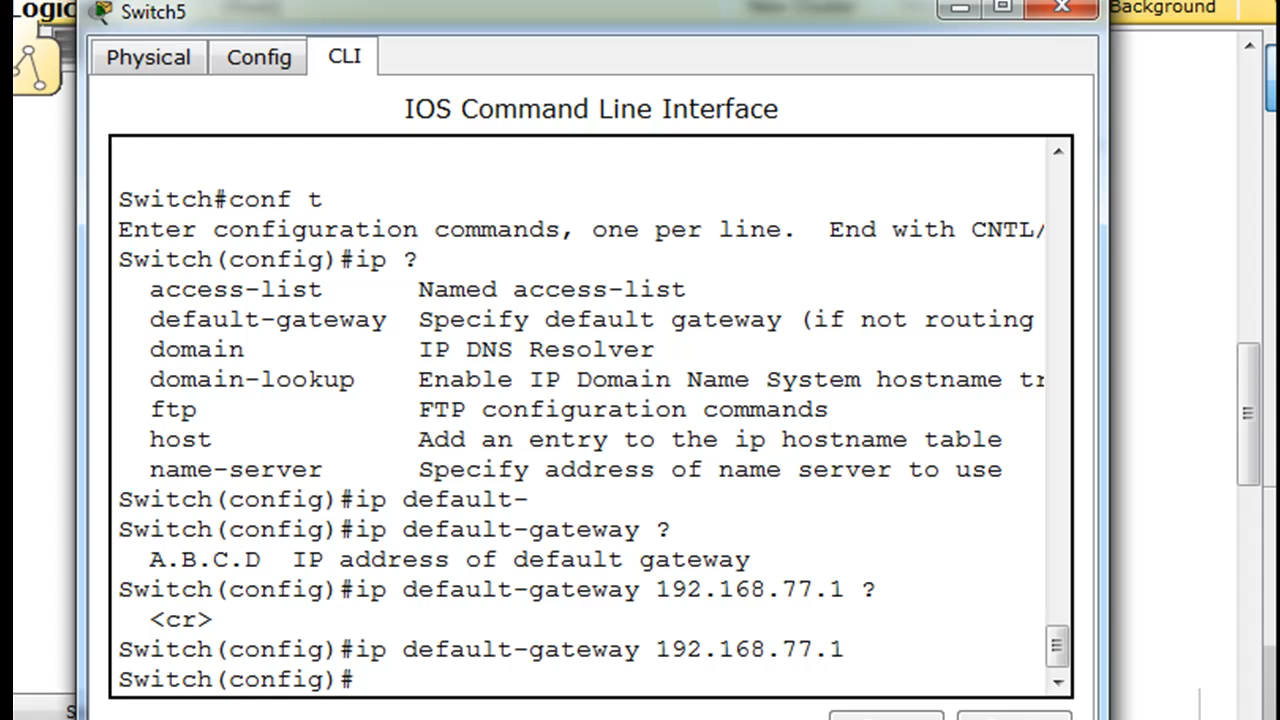 Logic
Switch5
Background
Physical
Config
CLI
IOS Command Line Interface
Switch#conf t
Enter configuration commands, one per line.  End with CNTL/
Switch(config)#ip ?
access-list Named access-list
default-gateway Specify default gateway (if not routing
domain IP DNS Resolver
domain-lookup Enable IP Domain Name System hostname tr
ftp FTP configuration commands
host Add an entry to the ip hostname table
name-server Specify address of name server to use
Switch(config)#ip default-
Switch(config)#ip default-gateway ?
A.B.C.D IP address of default gateway
Switch(config)#ip default-gateway 192.168.77.1 ?
<cr>
Switch(config)#ip default-gateway 192.168.77.1
Switch(config)#